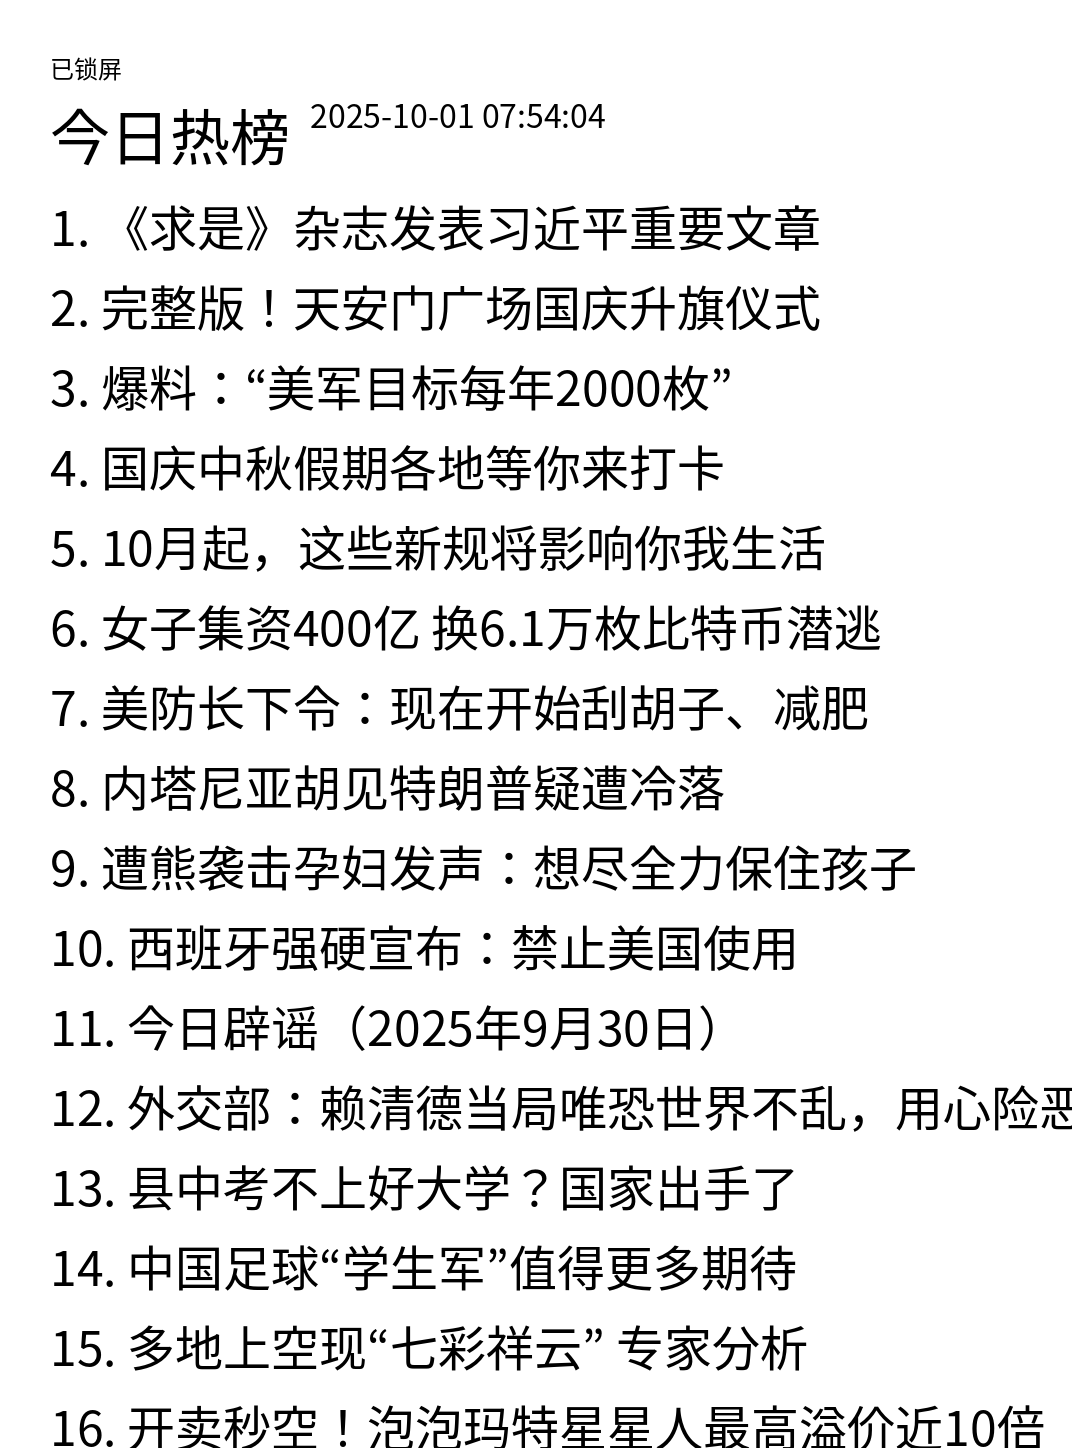 已锁屏
今日热榜 2025-10-01 07:54:04
1. 《求是》杂志发表习近平重要文章
2. 完整版！天安门广场国庆升旗仪式
3. 爆料：“美军目标每年2000枚”
4. 国庆中秋假期各地等你来打卡
5. 10月起，这些新规将影响你我生活
6. 女子集资400亿 换6.1万枚比特币潜逃
7. 美防长下令：现在开始刮胡子、减肥
8. 内塔尼亚胡见特朗普疑遭冷落
9. 遭熊袭击孕妇发声：想尽全力保住孩子
10. 西班牙强硬宣布：禁止美国使用
11. 今日辟谣（2025年9月30日）
12. 外交部：赖清德当局唯恐世界不乱，用心险恶
13. 县中考不上好大学？国家出手了
14. 中国足球“学生军”值得更多期待
15. 多地上空现“七彩祥云” 专家分析
16. 开卖秒空！泡泡玛特星星人最高溢价近10倍